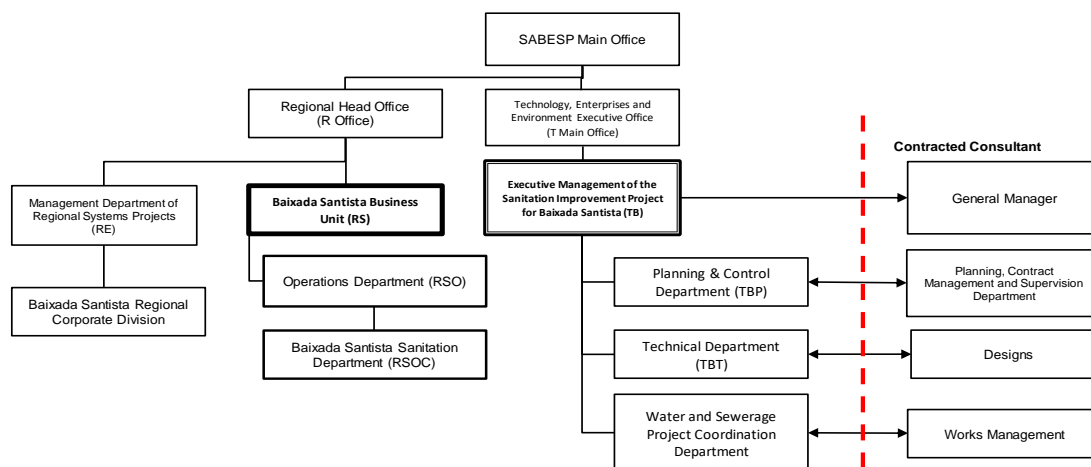 SABESP Main Office
Regional Head Office
(R Office)
Technology, Enterprises and
Environment Executive Office
(T Main Office)
Contracted Consultant
Management Department of
Regional Systems Projects
(RE)
Baixada Santista Business
Unit (RS)
Executive Management of the
Sanitation Improvement Project
for Baixada Santista (TB)
General Manager
Operations Department (RSO)
Planning & Control
Department (TBP)
Planning, Contract
Management and Supervision
Department
Baixada Santista Regional
Corporate Division
Baixada Santista Sanitation
Department (RSOC)
Technical Department
(TBT)
Designs
Water and Sewerage
Project Coordination
Department
Works Management